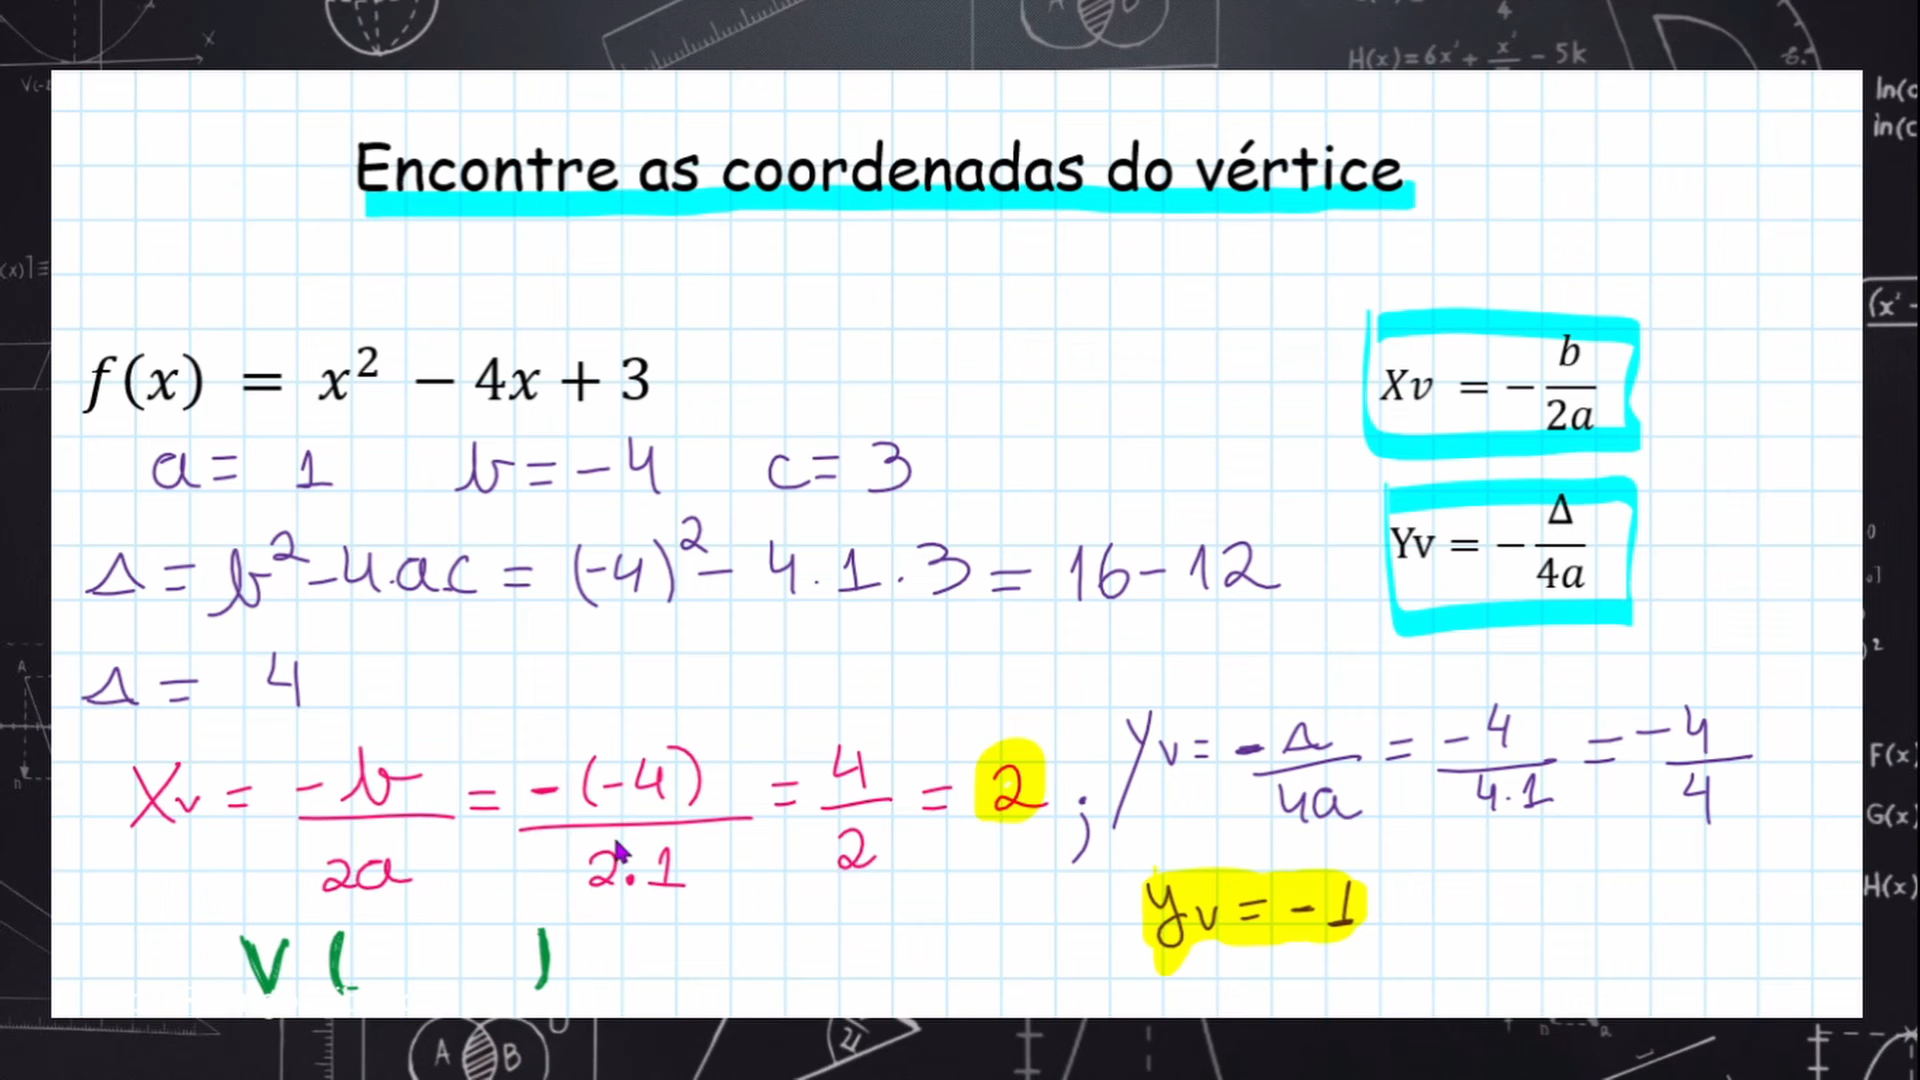 H(x)=6x²+ x²/ - 5k
Encontre as coordenadas do vértice
f(x) = x² − 4x + 3
Xv = − b/2a
a = 1 b = -4 c = 3
Yv = − Δ/4a
Δ = b² - 4.ac = (-4)² - 4.1.3 = 16 - 12
Δ = 4
Xv = -b/2a = -(-4)/2.1 = 4/2 = 2 ; yv = -Δ/4a = -4/4.1 = -4/4
yv = -1
V ( )
F(x)
G(x)
H(x)
A B